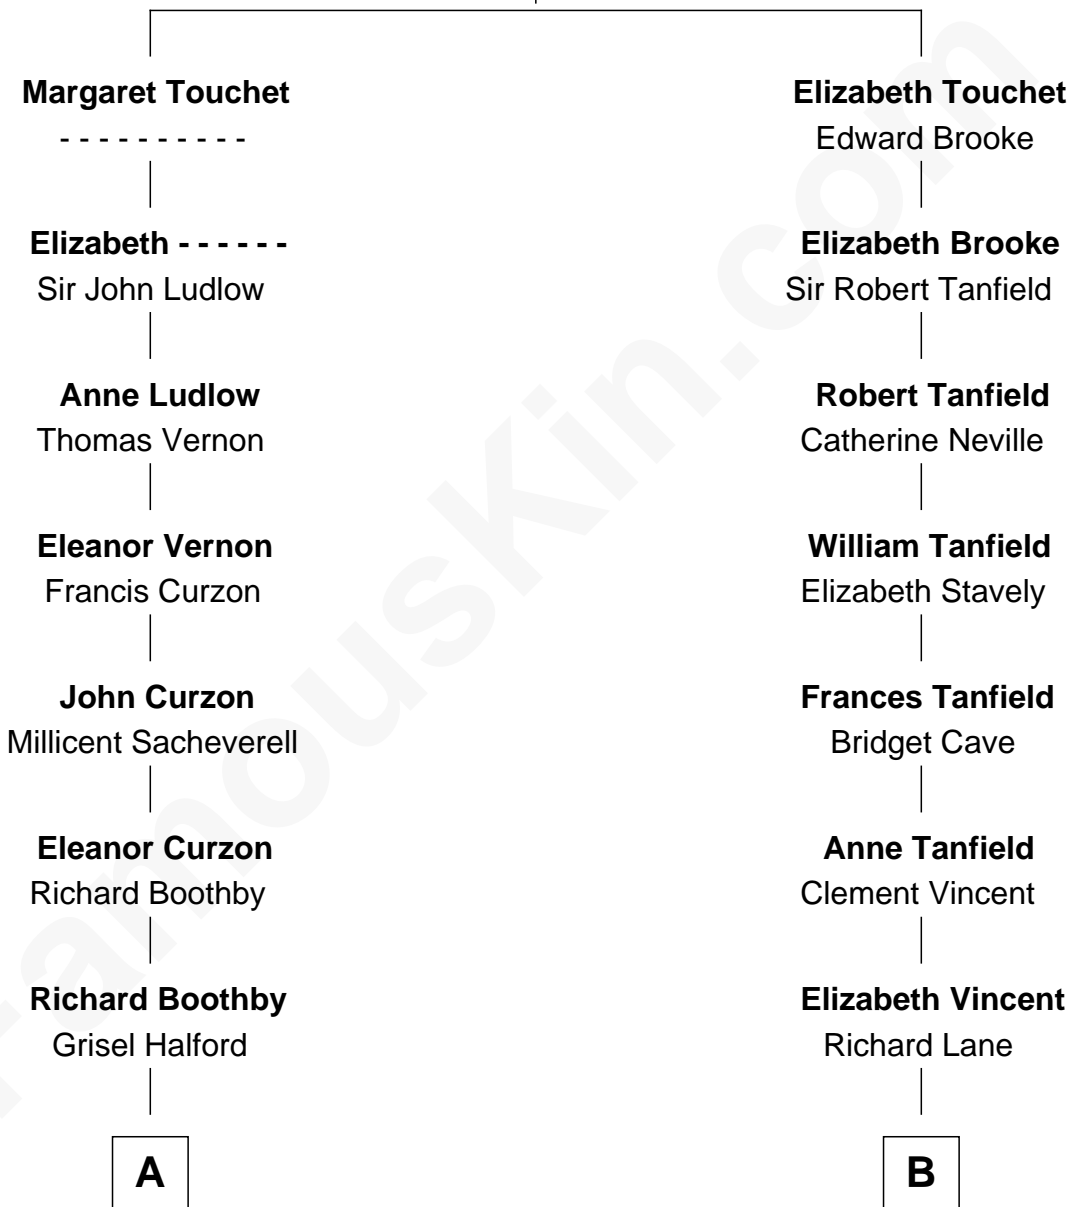 Margaret Touchet
- - - - - - - - - -
Elizabeth - - - - - -
Sir John Ludlow
Anne Ludlow
Thomas Vernon
Eleanor Vernon
Francis Curzon
John Curzon
Millicent Sacheverell
Eleanor Curzon
Richard Boothby
Richard Boothby
Grisel Halford
A
Elizabeth Touchet
Edward Brooke
Elizabeth Brooke
Sir Robert Tanfield
Robert Tanfield
Catherine Neville
William Tanfield
Elizabeth Stavely
Frances Tanfield
Bridget Cave
Anne Tanfield
Clement Vincent
Elizabeth Vincent
Richard Lane
B
FamousKin.com